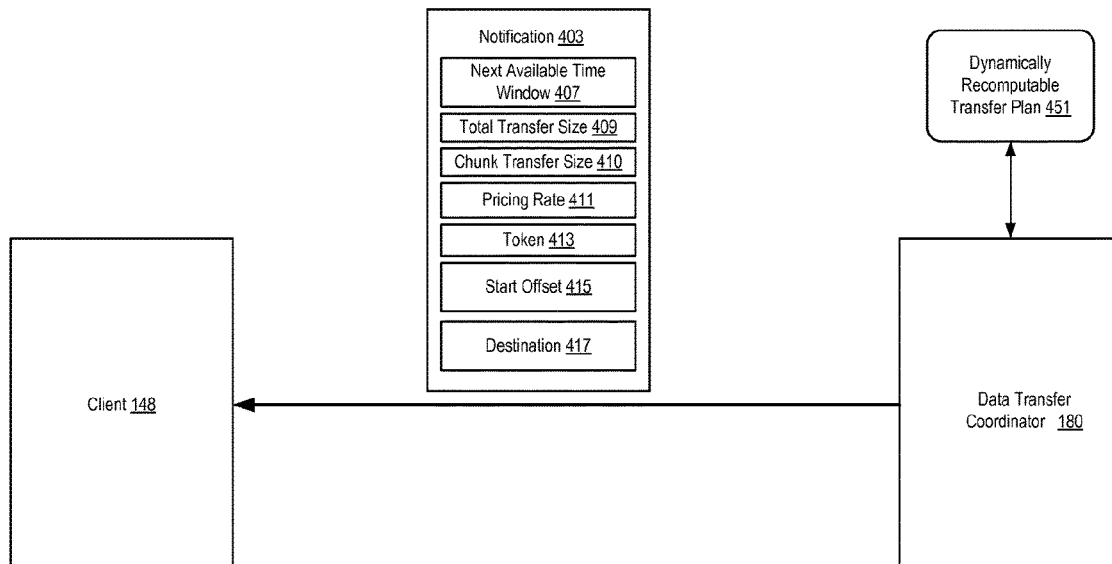 Notification 403
Next Available Time
Window 407
Total Transfer Size 409
Chunk Transfer Size 410
Pricing Rate 411
Token 413
Start Offset 415
Destination 417
Dynamically
Recomputable
Transfer Plan 451
Client 148
Data Transfer
Coordinator 180